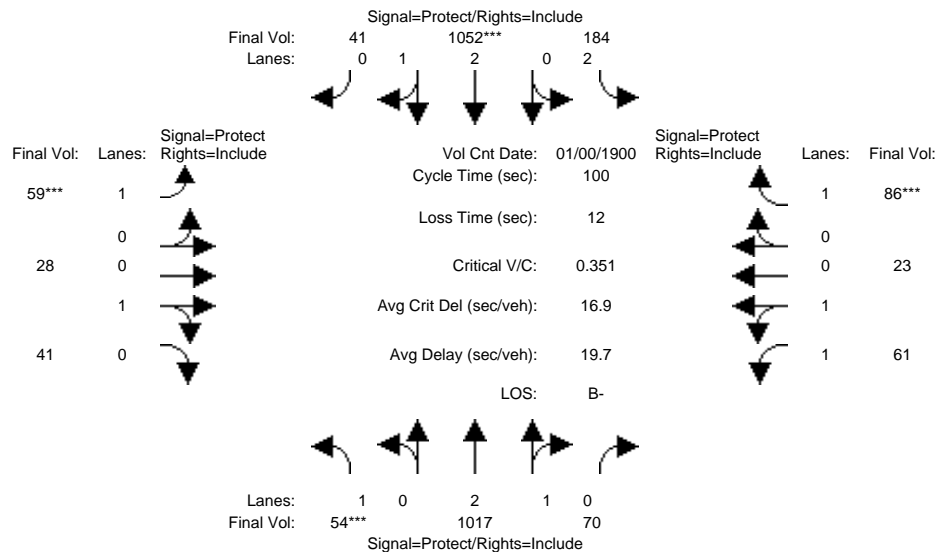 Signal=Protect/Rights=Include
Final Vol: 41 1052*** 184
Lanes: 0 1 2 0 2
Signal=Protect
Final Vol: Lanes: Rights=Include
Vol Cnt Date: 01/00/1900
Signal=Protect
Rights=Include Lanes: Final Vol:
Cycle Time (sec): 100
59*** 1
1 86***
Loss Time (sec): 12
0
0
28 0
Critical V/C: 0.351
0 23
1
Avg Crit Del (sec/veh): 16.9
1
41 0
Avg Delay (sec/veh): 19.7
1 61
LOS: B-
Lanes: 1 0 2 1 0
Final Vol: 54*** 1017 70
Signal=Protect/Rights=Include